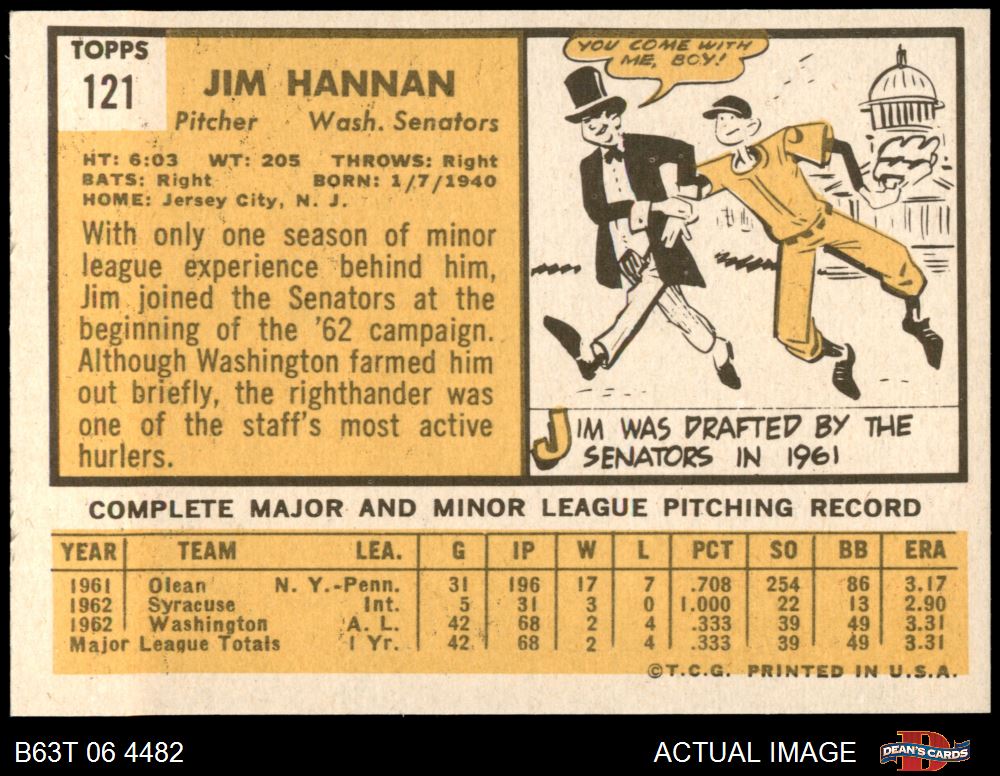 TOPPS
121
JIM HANNAN
Pitcher Wash. Senators
HT: 6:03 WT: 205 THROWS: Right
BATS: Right BORN: 1/7/1940
HOME: Jersey City, N. J.
With only one season of minor
league experience behind him,
Jim joined the Senators at the
beginning of the '62 campaign.
Although Washington farmed him
out briefly, the righthander was
one of the staff's most active
hurlers.
YOU COME WITH
ME, BOY!
JIM WAS DRAFTED BY THE
SENATORS IN 1961
COMPLETE MAJOR AND MINOR LEAGUE PITCHING RECORD
YEAR TEAM LEA. G IP W L PCT SO BB ERA
1961 Olean N. Y.-Penn. 31 196 17 7 .708 254 86 3.17
1962 Syracuse Int. 5 31 3 0 1.000 22 13 2.90
1962 Washington A. L. 42 68 2 4 .333 39 49 3.31
Major League Totals 1 Yr. 42 68 2 4 .333 39 49 3.31
©T.C.G. PRINTED IN U.S.A.
B63T 06 4482 ACTUAL IMAGE DEAN'S CARDS